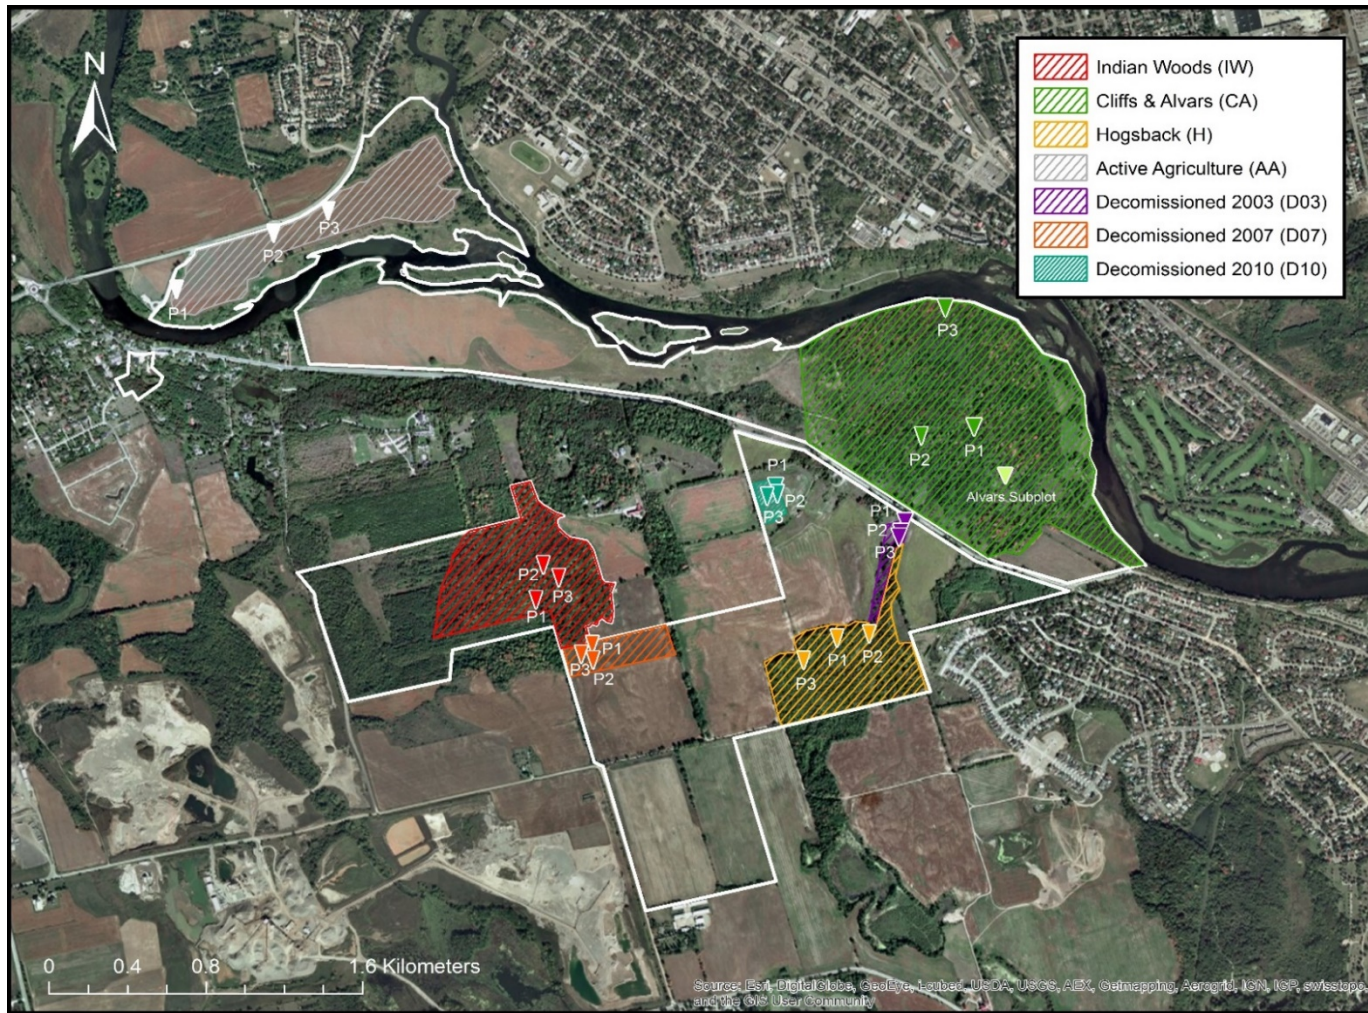 N
Indian Woods (IW)
Cliffs & Alvars (CA)
Hogsback (H)
Active Agriculture (AA)
Decomissioned 2003 (D03)
Decomissioned 2007 (D07)
Decomissioned 2010 (D10)
P3
P2
P1
P3
P2
P1
Alvars Subplot
P1
P2
P3
P1
P2
P3
P2
P3
P1
P1
P3
P2
P1
P2
P3
0 0.4 0.8 1.6 Kilometers
Source: Esri, DigitalGlobe, GeoEye, i-cubed, USDA, USGS, AEX, Getmapping, Aerogrid, IGN, IGP, swisstopo,
and the GIS User Community